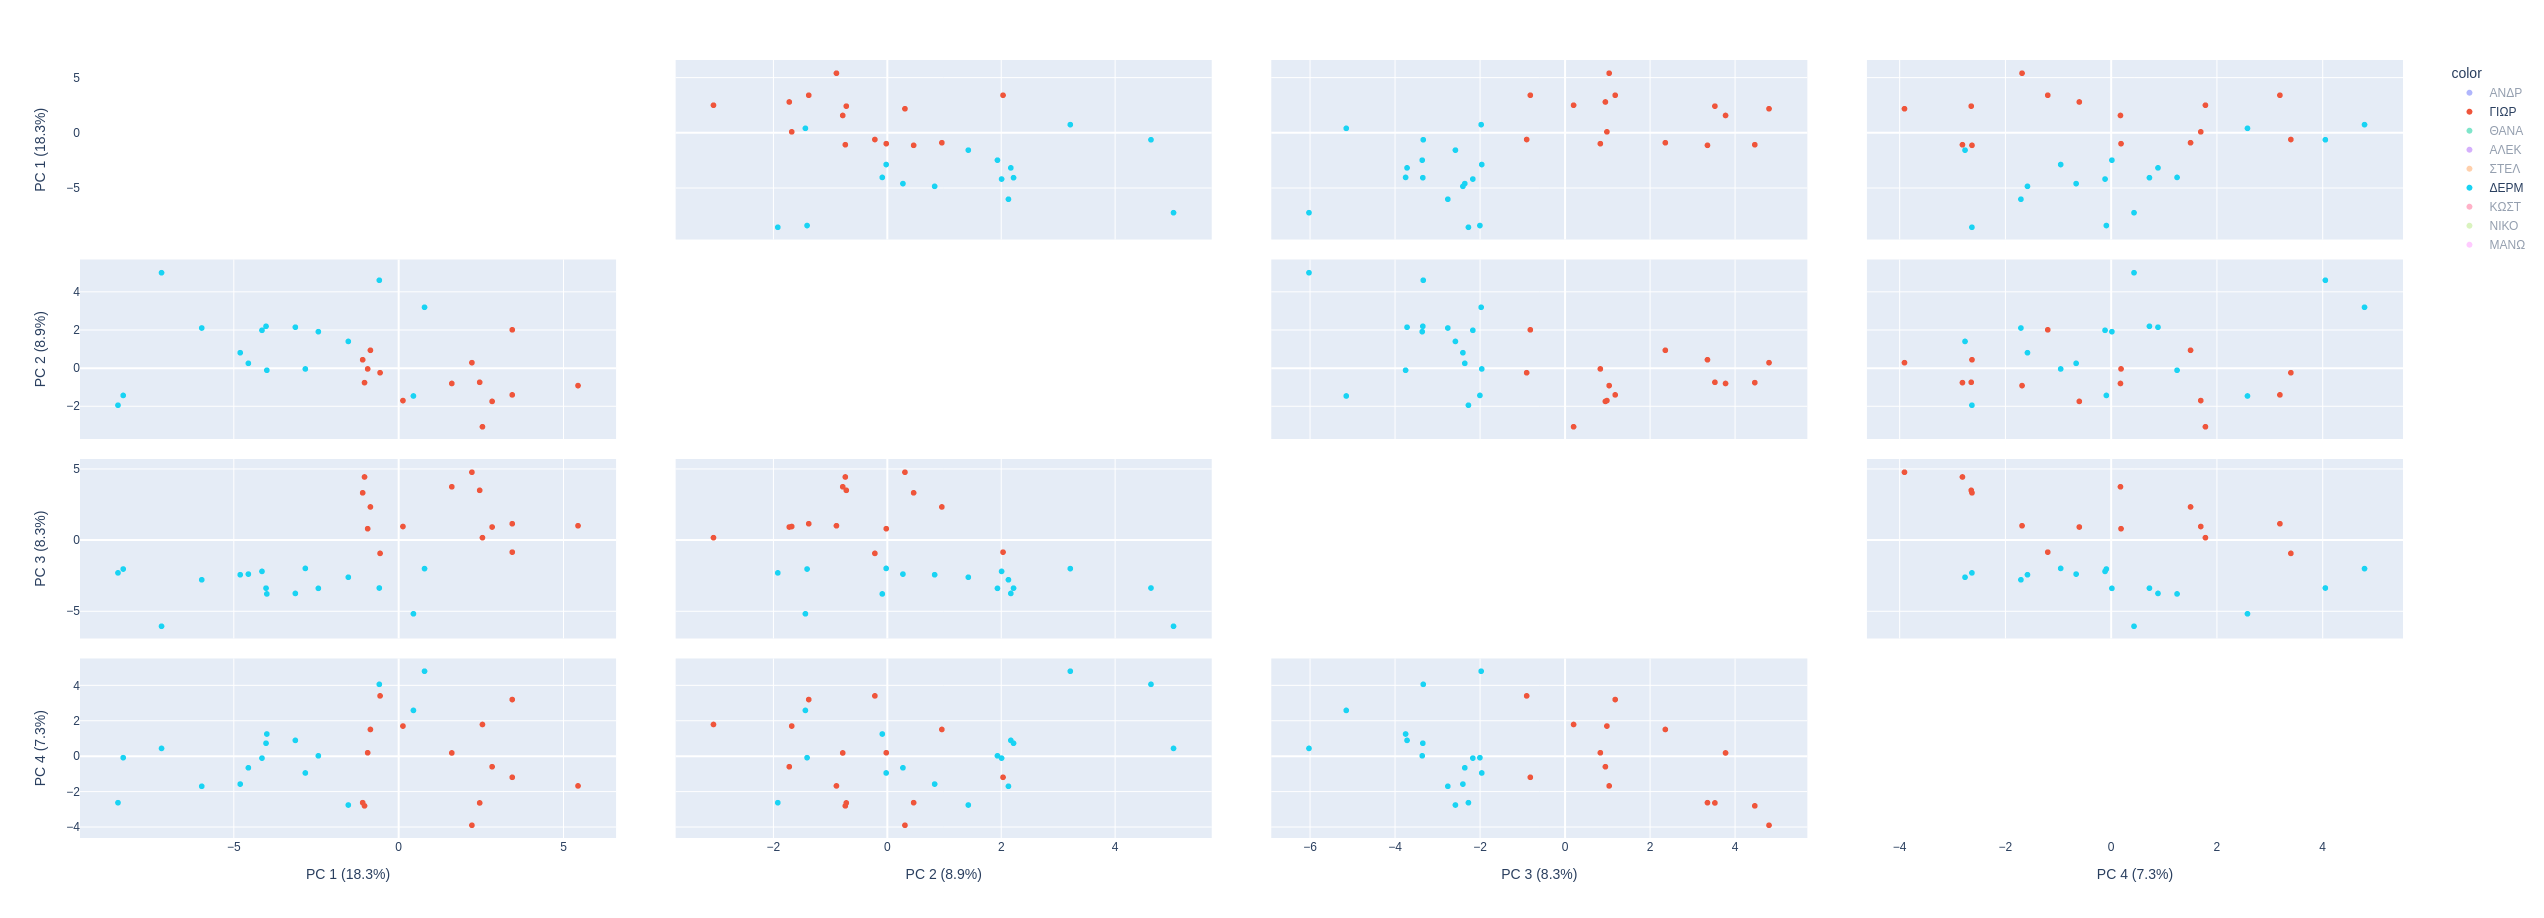 color
ΑΝΔΡ
ΓΙΩΡ
ΘΑΝΑ
ΑΛΕΚ
ΣΤΕΛ
ΔΕΡΜ
ΚΩΣΤ
ΝΙΚΟ
ΜΑΝΩ
PC 1 (18.3%)
5
0
−5
PC 2 (8.9%)
4
2
0
−2
PC 3 (8.3%)
5
0
−5
PC 4 (7.3%)
4
2
0
−2
−4
−5 0 5
−2 0 2 4
−6 −4 −2 0 2 4
−4 −2 0 2 4
PC 1 (18.3%)
PC 2 (8.9%)
PC 3 (8.3%)
PC 4 (7.3%)